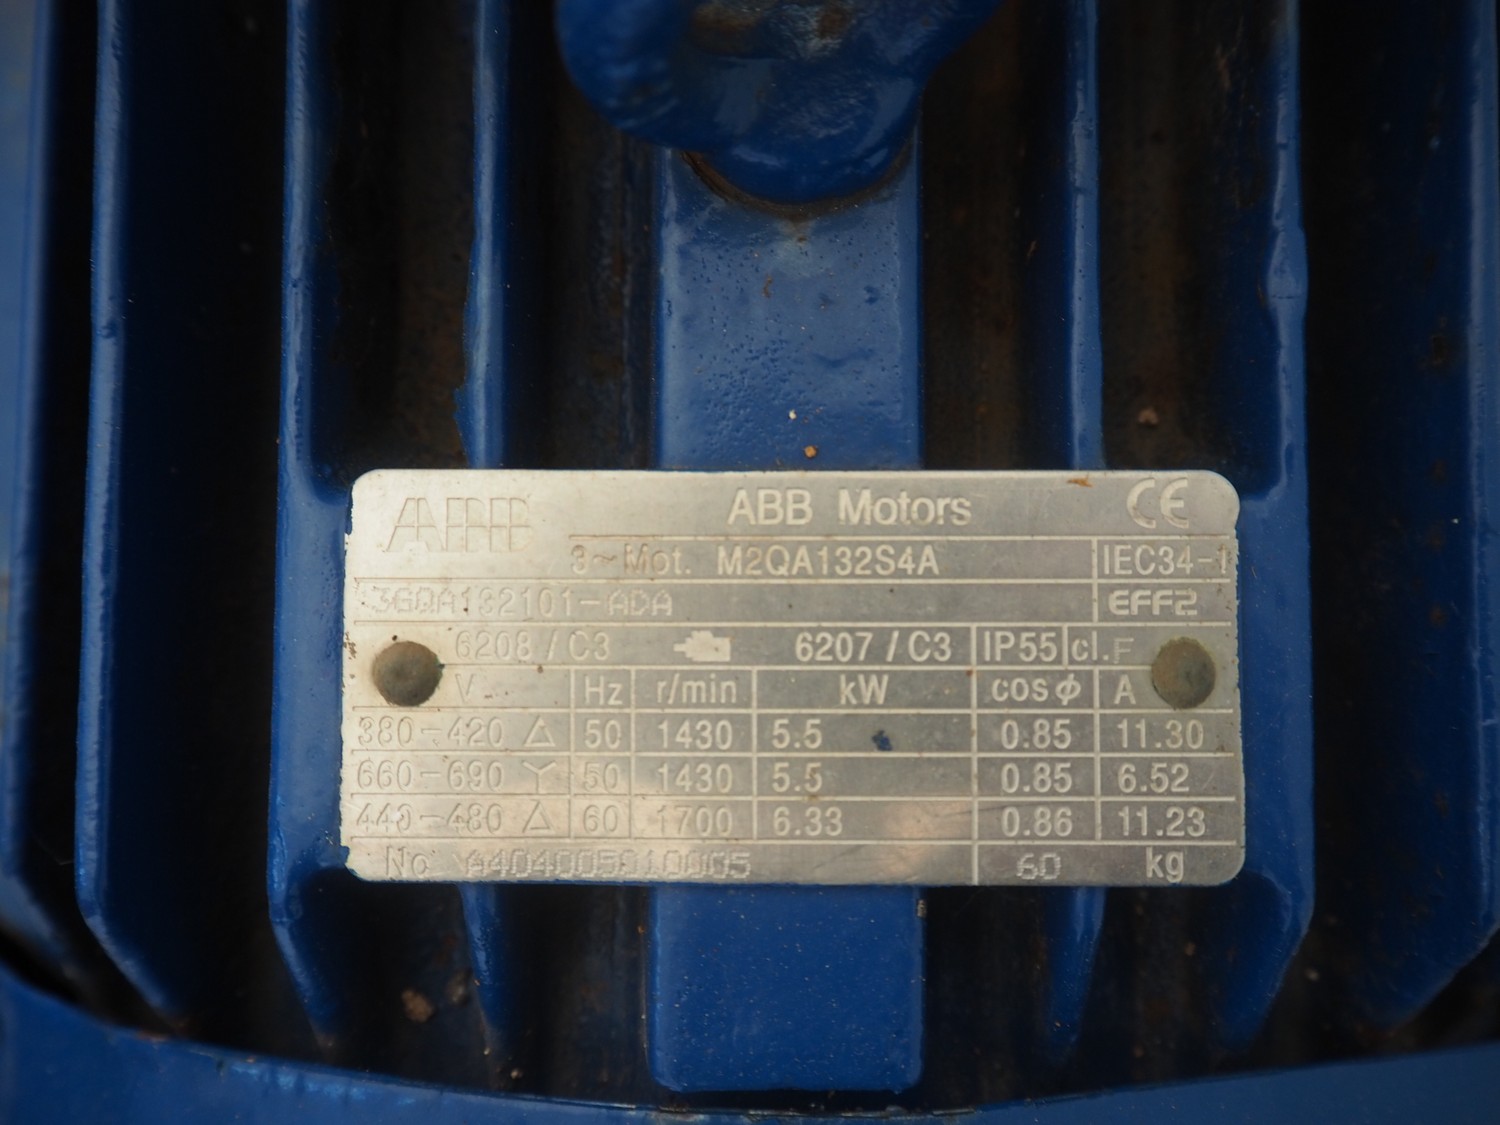 ABB ABB Motors CE
3~Mot. M2QA132S4A IEC34-1
3GQA132101-ADA EFF2
6208/C3 6207/C3 IP55 cl.F
V Hz r/min kW cosφ A
380-420 Δ 50 1430 5.5 0.85 11.30
660-690 Y 50 1430 5.5 0.85 6.52
440-480 Δ 60 1700 6.33 0.86 11.23
No 60 kg